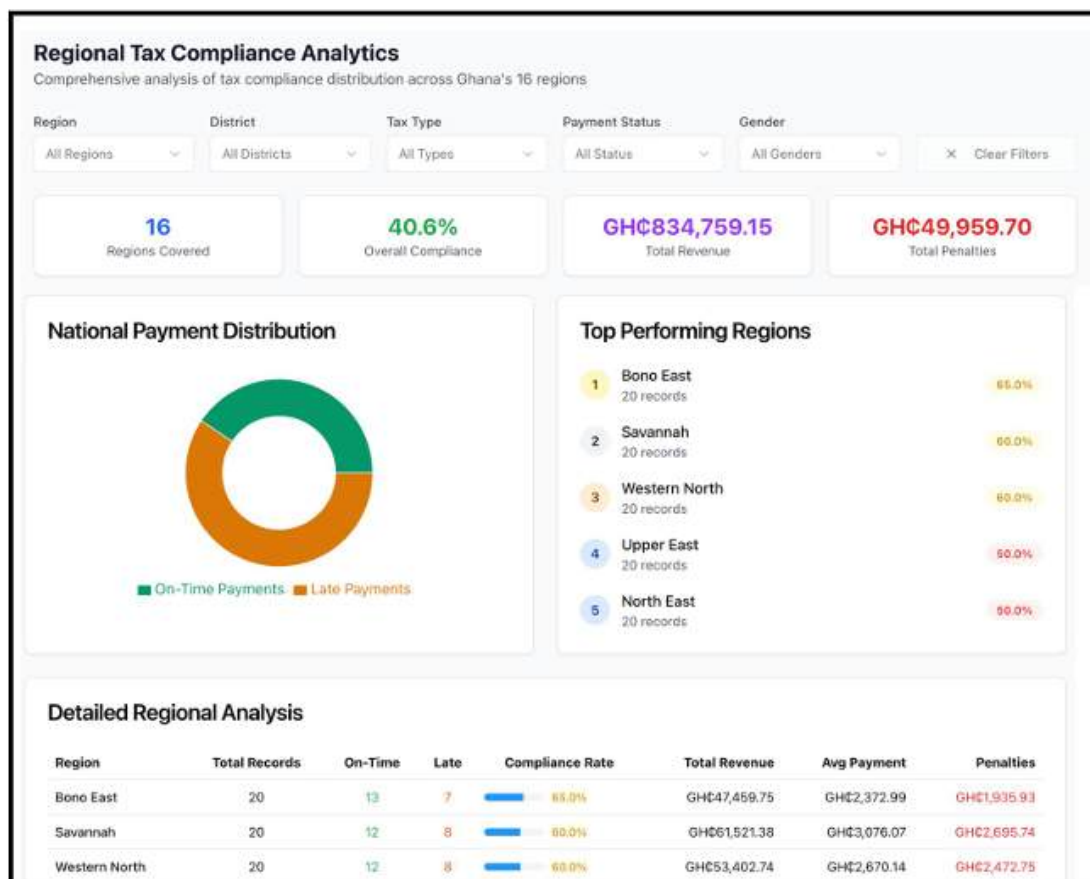 Regional Tax Compliance Analytics
Comprehensive analysis of tax compliance distribution across Ghana's 16 regions
Region District Tax Type Payment Status Gender
All Regions All Districts All Types All Status All Genders × Clear Filters
16 40.6% GH₵834,759.15 GH₵49,959.70
Regions Covered Overall Compliance Total Revenue Total Penalties
National Payment Distribution
On-Time Payments Late Payments
Top Performing Regions
1 Bono East 65.0%
20 records
2 Savannah 60.0%
20 records
3 Western North 60.0%
20 records
4 Upper East 50.0%
20 records
5 North East 50.0%
20 records
Detailed Regional Analysis
Region Total Records On-Time Late Compliance Rate Total Revenue Avg Payment Penalties
Bono East 20 13 7 65.0% GH₵47,459.75 GH₵2,372.99 GH₵1,935.93
Savannah 20 12 8 60.0% GH₵61,521.38 GH₵3,076.07 GH₵2,695.74
Western North 20 12 8 60.0% GH₵53,402.74 GH₵2,670.14 GH₵2,472.75